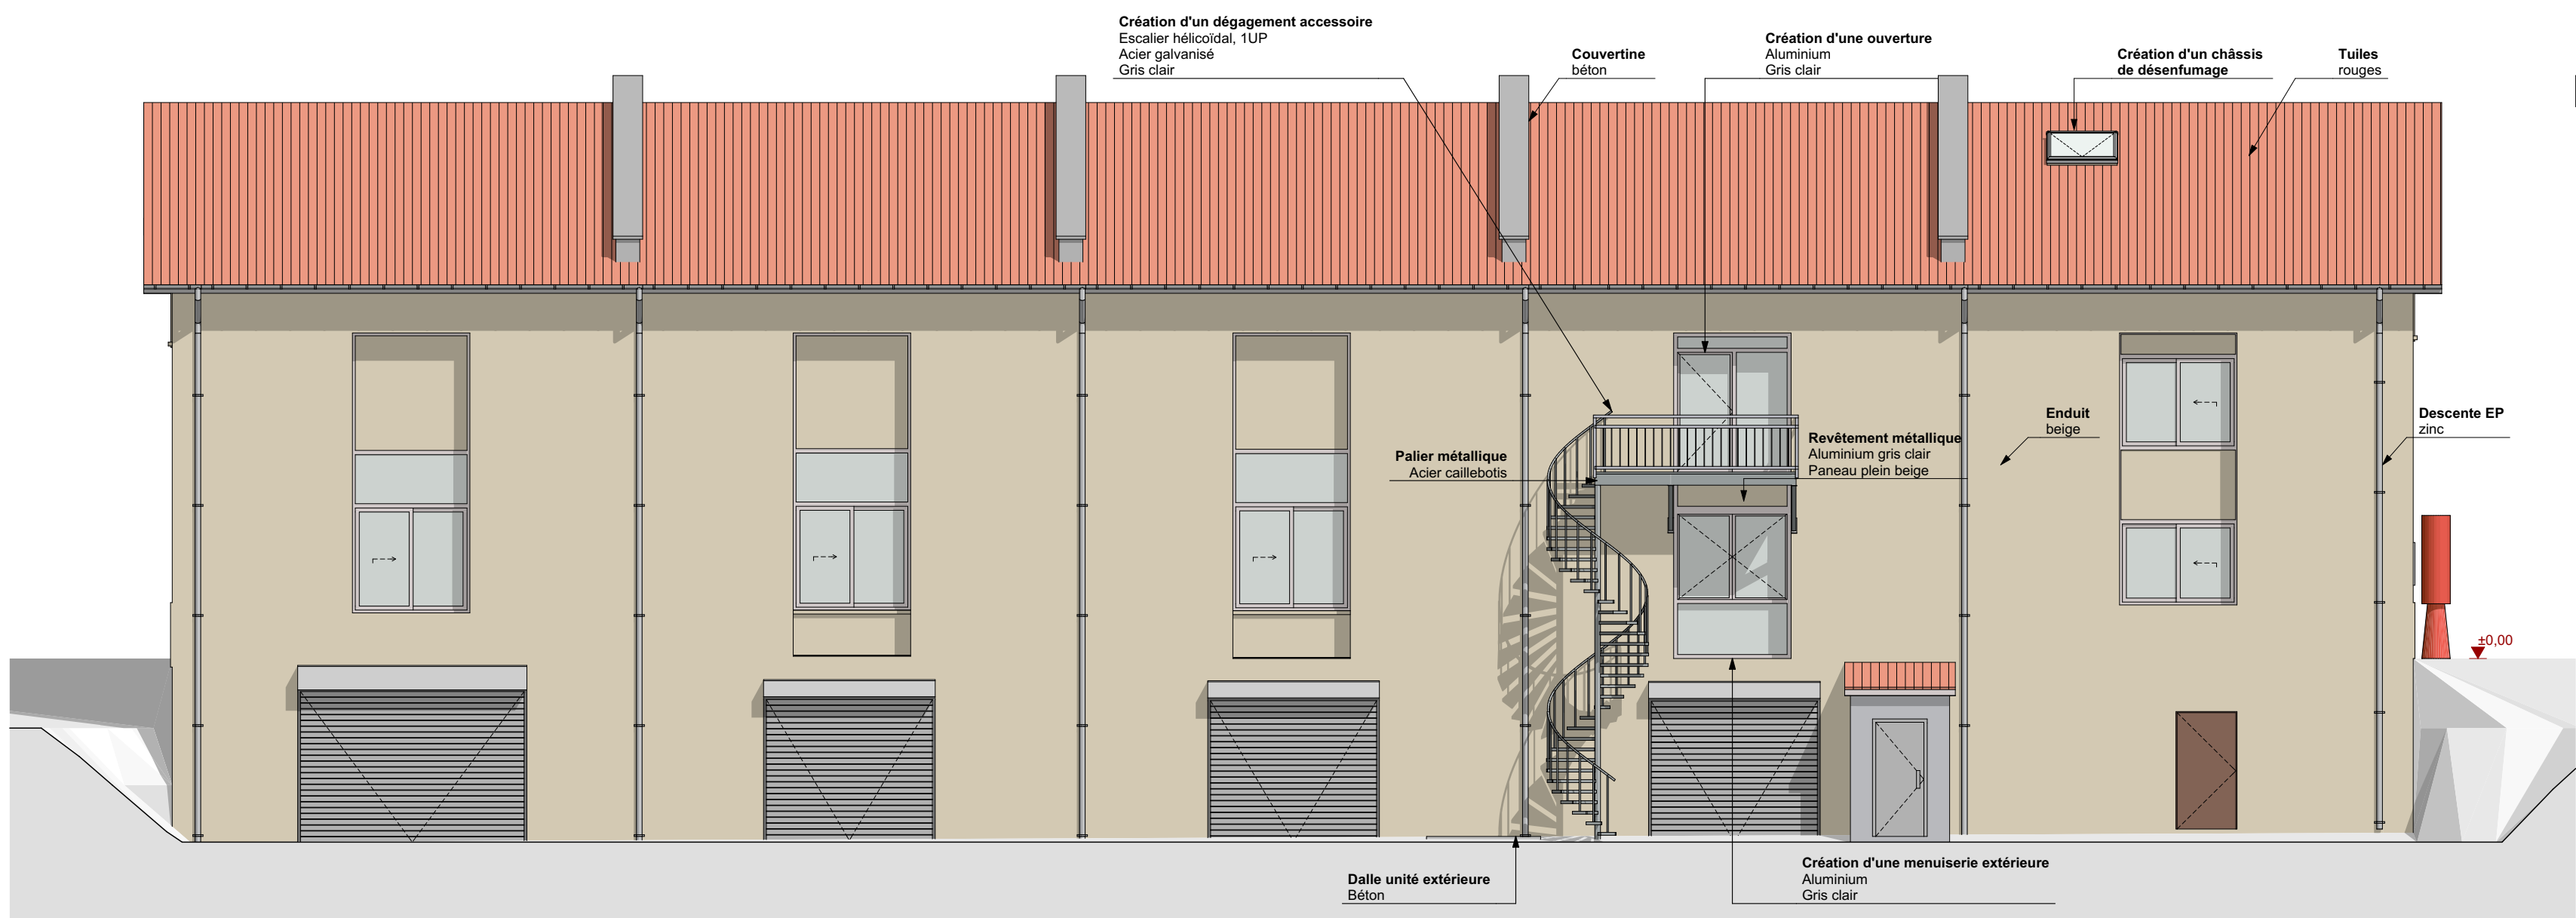 Création d'un dégagement accessoire
Escalier hélicoïdal, 1UP
Acier galvanisé
Gris clair
Couvertine
béton
Création d'une ouverture
Aluminium
Gris clair
Création d'un châssis
de désenfumage
Tuiles
rouges
Palier métallique
Acier caillebotis
Revêtement métallique
Aluminium gris clair
Paneau plein beige
Enduit
beige
Descente EP
zinc
±0,00
Dalle unité extérieure
Béton
Création d'une menuiserie extérieure
Aluminium
Gris clair